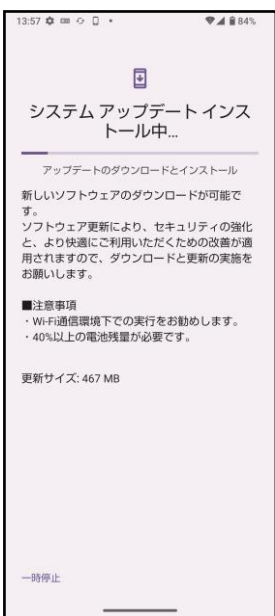 13:57
84%
システム アップデート インス
トール中...
アップデートのダウンロードとインストール
新しいソフトウェアのダウンロードが可能で
す。
ソフトウェア更新により、セキュリティの強化
と、より快適にご利用いただくための改善が適
用されますので、ダウンロードと更新の実施を
お願いします。
■注意事項
・Wi-Fi通信環境下での実行をお勧めします。
・40%以上の電池残量が必要です。
更新サイズ: 467 MB
一時停止